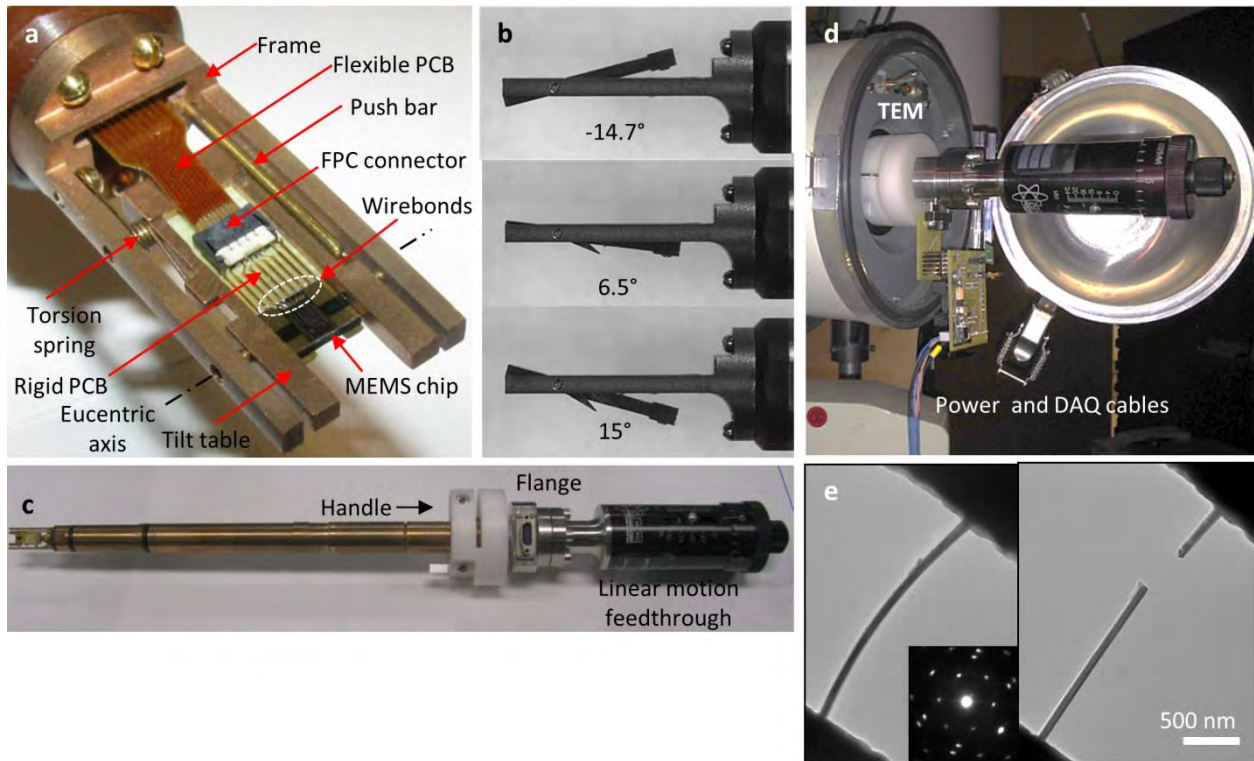 a
Frame
Flexible PCB
Push bar
FPC connector
Wirebonds
Torsion
spring
Rigid PCB
Eucentric
axis
Tilt table
MEMS chip
b
-14.7°
6.5°
15°
c
Handle
Flange
Linear motion
feedthrough
d
TEM
Power and DAQ cables
e
500 nm